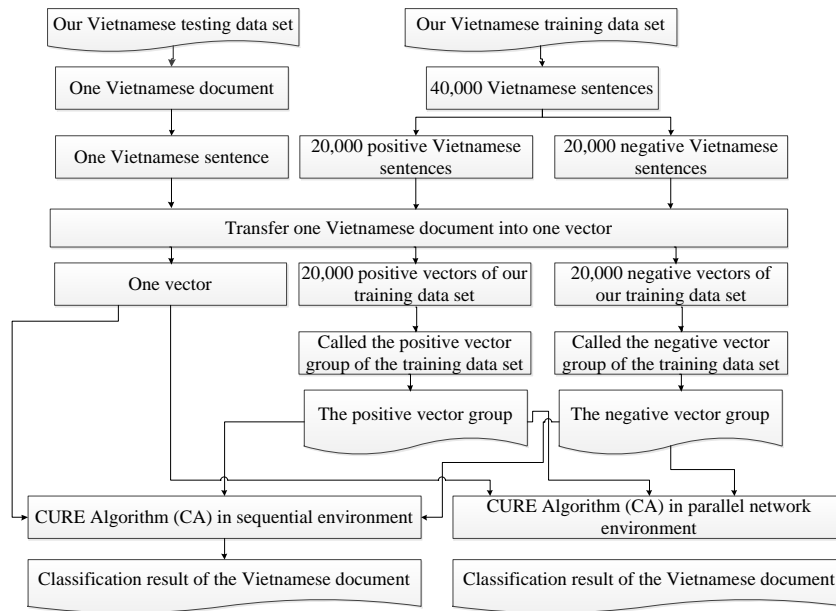 Our Vietnamese testing data set
Our Vietnamese training data set
One Vietnamese document
40,000 Vietnamese sentences
One Vietnamese sentence
20,000 positive Vietnamese
sentences
20,000 negative Vietnamese
sentences
Transfer one Vietnamese document into one vector
One vector
20,000 positive vectors of our
training data set
20,000 negative vectors of
our training data set
Called the positive vector
group of the training data set
Called the negative vector
group of the training data set
The positive vector group
The negative vector group
CURE Algorithm (CA) in sequential environment
CURE Algorithm (CA) in parallel network
environment
Classification result of the Vietnamese document
Classification result of the Vietnamese document